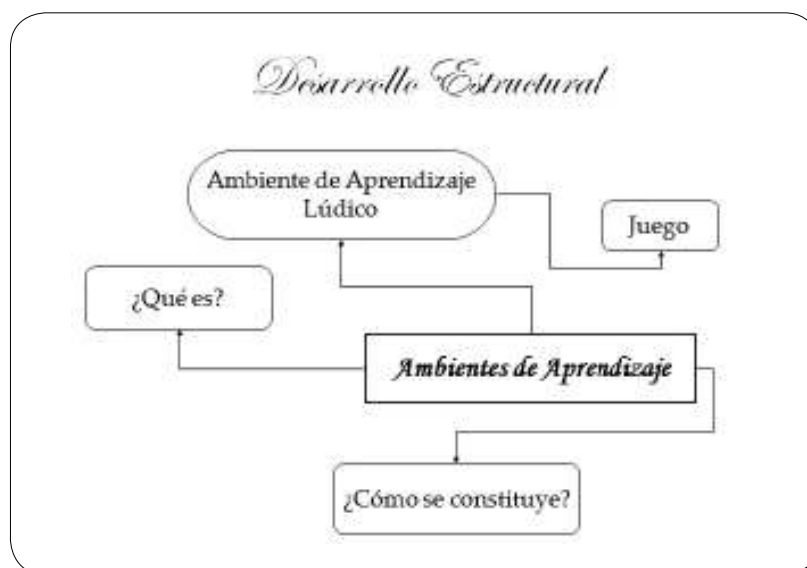 Desarrollo Estructural
Ambiente de Aprendizaje
Lúdico
Juego
¿Qué es?
Ambientes de Aprendizaje
¿Cómo se constituye?